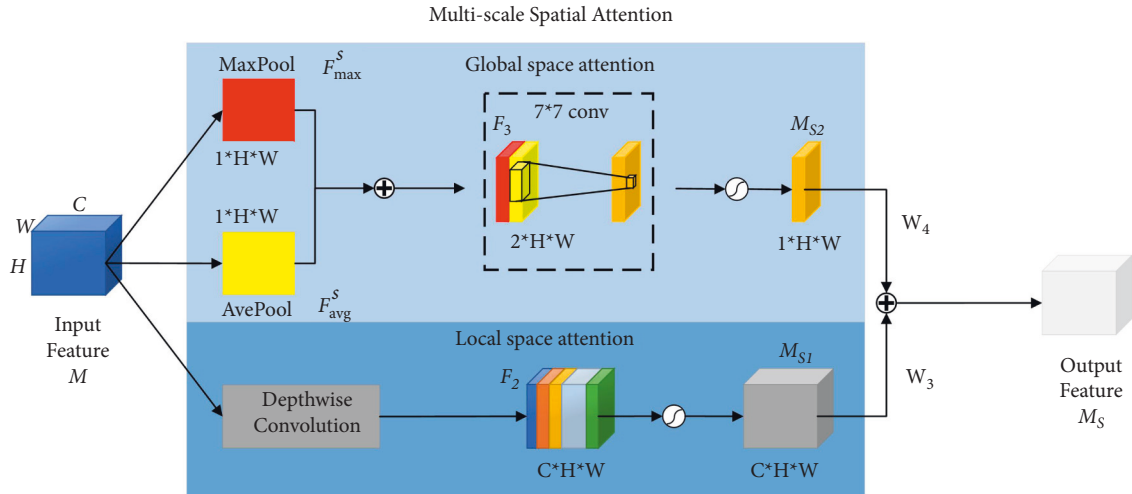 Multi-scale Spatial Attention
MaxPool
F^s_max
1*H*W
Global space attention
7*7 conv
F_3
2*H*W
M_S2
1*H*W
W_4
C
W
H
Input
Feature
M
1*H*W
AvePool
F^s_avg
Local space attention
Depthwise
Convolution
F_2
C*H*W
M_S1
C*H*W
W_3
Output
Feature
M_S